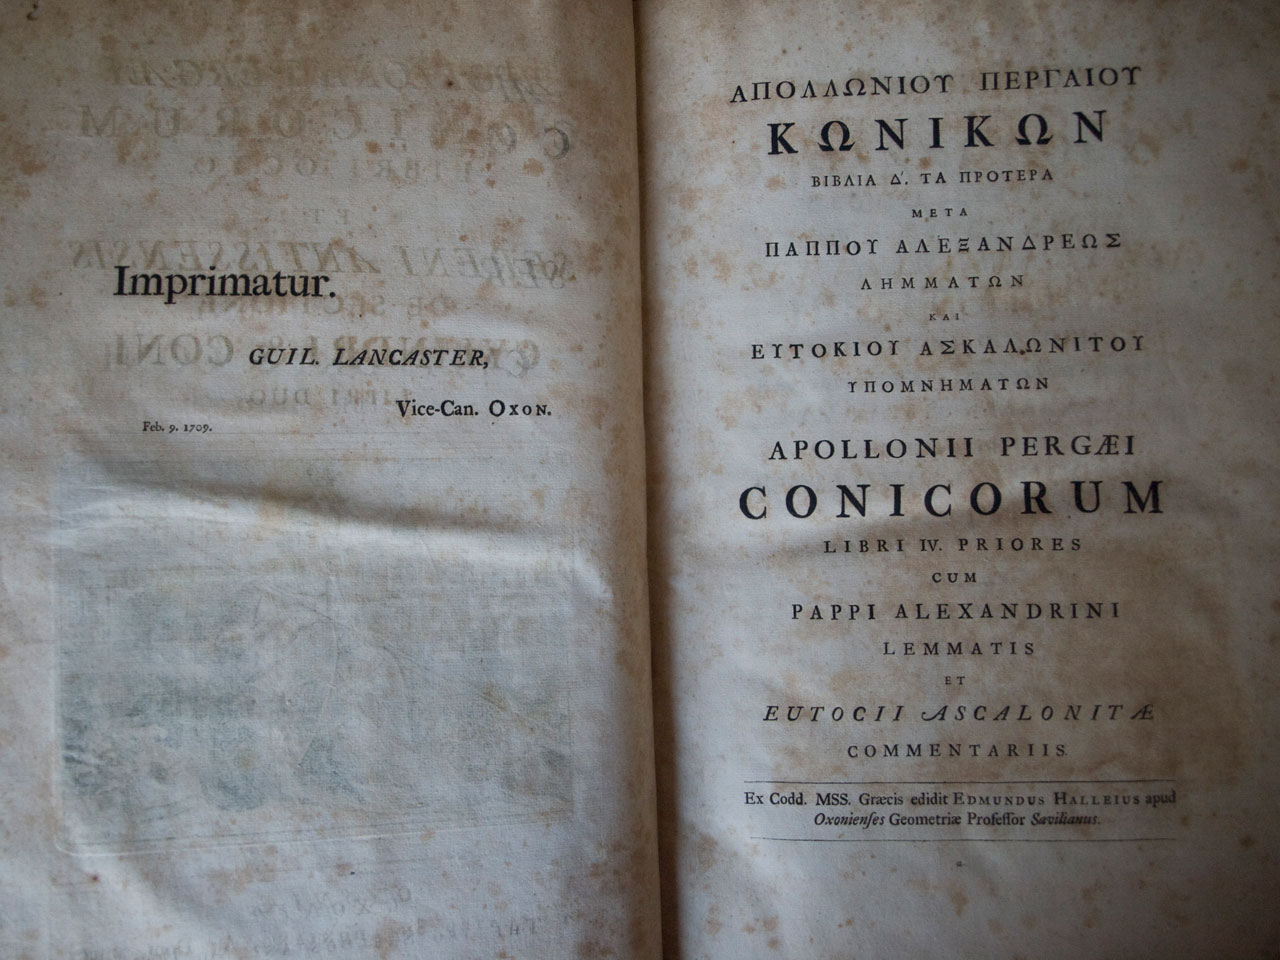 Imprimatur.
GUIL. LANCASTER,
Vice-Can. OXON.
Feb. 9. 1709.
ΑΠΟΛΛΩΝΙΟΥ ΠΕΡΓΑΙΟΥ
ΚΩΝΙΚΩΝ
ΒΙΒΛΙΑ Δ'. ΤΑ ΠΡΟΤΕΡΑ
ΜΕΤΑ
ΠΑΠΠΟΥ ΑΛΕΞΑΝΔΡΕΩΣ
ΛΗΜΜΑΤΩΝ
ΚΑΙ
ΕΥΤΟΚΙΟΥ ΑΣΚΑΛΩΝΙΤΟΥ
ΥΠΟΜΝΗΜΑΤΩΝ
APOLLONII PERGÆI
CONICORUM
LIBRI IV. PRIORES
CUM
PAPPI ALEXANDRINI
LEMMATIS
ET
EUTOCII ASCALONITÆ
COMMENTARIIS.
Ex Codd. MSS. Græcis edidit EDMUNDUS HALLEIUS apud
Oxonienſes Geometriæ Profeſſor Savilianus.
a